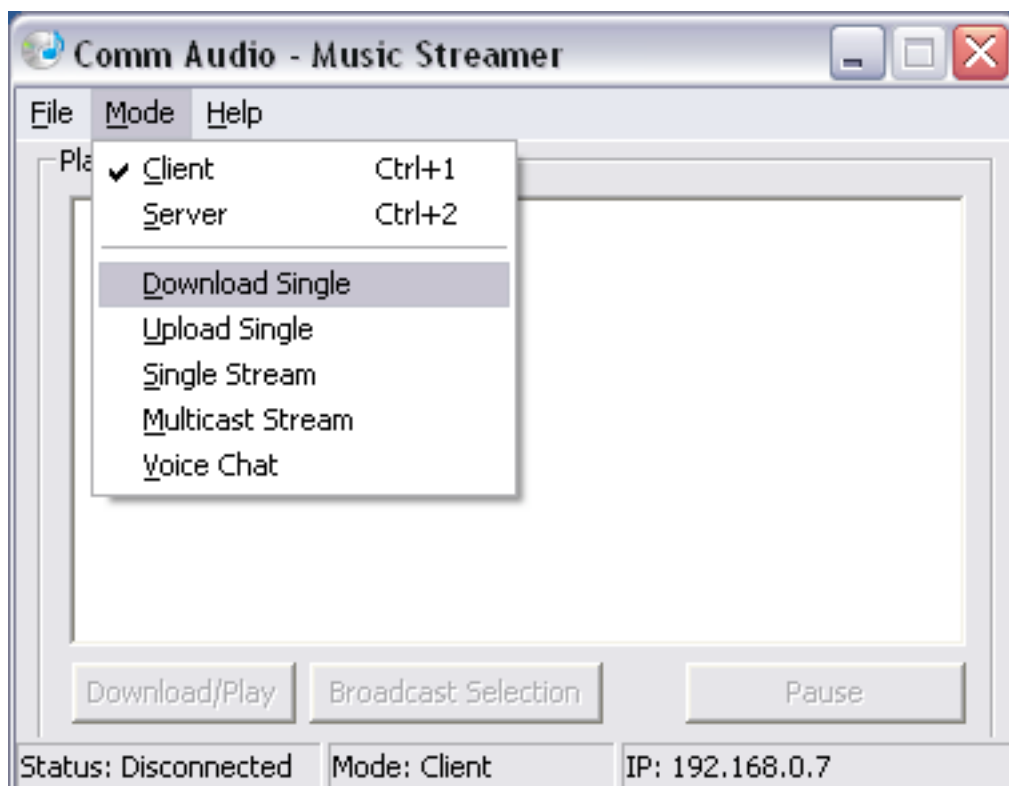 Comm Audio - Music Streamer
File Mode Help
Client Ctrl+1
Server Ctrl+2
Download Single
Upload Single
Single Stream
Multicast Stream
Voice Chat
Download/Play Broadcast Selection Pause
Status: Disconnected Mode: Client IP: 192.168.0.7